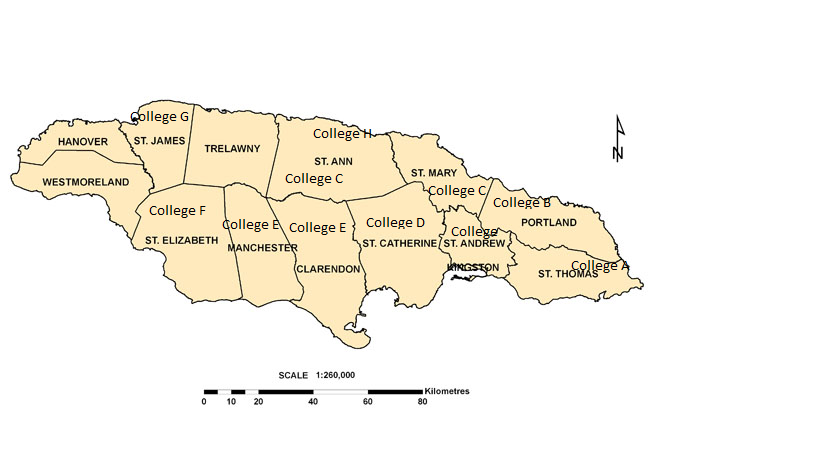 College G
HANOVER
ST. JAMES
TRELAWNY
College H
ST. ANN
College C
WESTMORELAND
ST. MARY
College C
College B
PORTLAND
College F
ST. ELIZABETH
College E
MANCHESTER
College E
CLARENDON
College D
ST. CATHERINE
College
ST. ANDREW
KINGSTON
College A
ST. THOMAS
N
SCALE 1:260,000
Kilometres
0 10 20 40 60 80